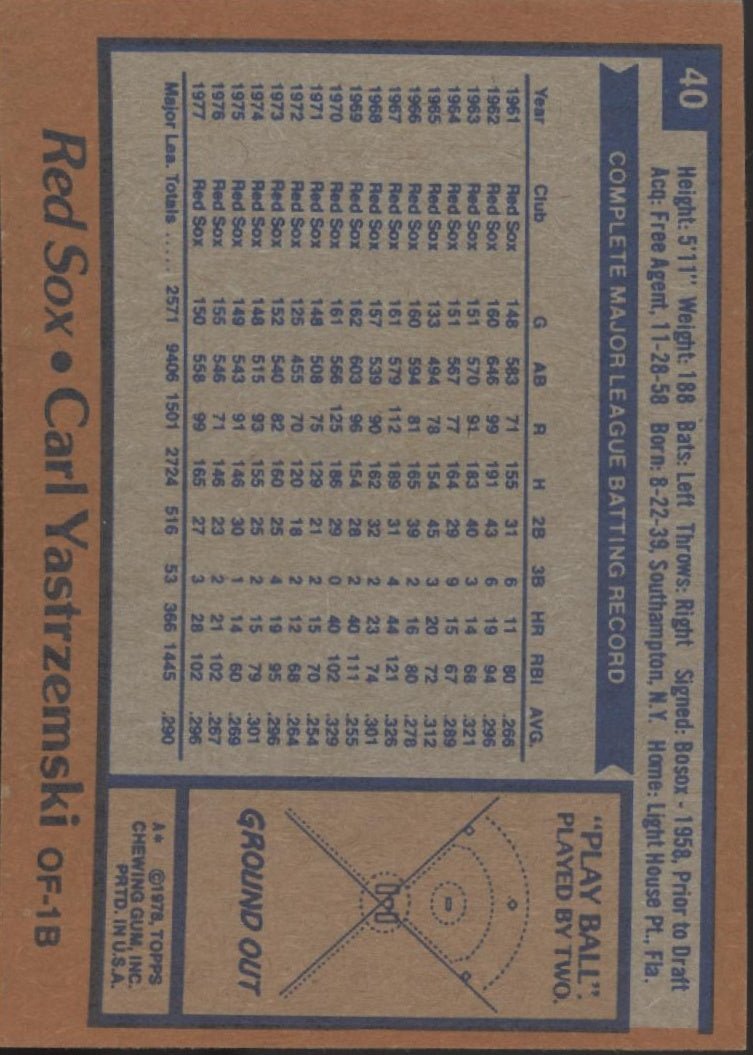 40
Height: 5'11" Weight: 188 Bats: Left Throws: Right Signed: Bosox - 1958, Prior to Draft
Acq: Free Agent, 11-28-58 Born: 8-22-39, Southampton, N.Y. Home: Light House Pt., Fla.
COMPLETE MAJOR LEAGUE BATTING RECORD
Year Club G AB R H 2B 3B HR RBI AVG.
1961 Red Sox 148 583 71 155 31 6 11 80 .266
1962 Red Sox 160 646 99 191 43 6 19 94 .296
1963 Red Sox 151 570 91 183 40 3 14 68 .321
1964 Red Sox 151 567 77 164 29 9 15 67 .289
1965 Red Sox 133 494 78 154 45 3 20 72 .312
1966 Red Sox 160 594 81 165 39 2 16 80 .278
1967 Red Sox 161 579 112 189 31 4 44 121 .326
1968 Red Sox 157 539 90 162 32 2 23 74 .301
1969 Red Sox 162 603 96 154 28 2 40 111 .255
1970 Red Sox 161 566 125 186 29 0 40 102 .329
1971 Red Sox 148 508 75 129 21 2 15 70 .254
1972 Red Sox 125 455 70 120 18 2 12 68 .264
1973 Red Sox 152 540 82 160 25 4 19 95 .296
1974 Red Sox 148 515 93 155 25 2 15 79 .301
1975 Red Sox 149 543 91 146 30 1 14 60 .269
1976 Red Sox 155 546 71 146 23 2 21 102 .267
1977 Red Sox 150 558 99 165 27 3 28 102 .296
Major Lea. Totals ..... 2571 9406 1501 2724 516 53 366 1445 .290
"PLAY BALL":
PLAYED BY TWO.
GROUND OUT
A* ©1978, TOPPS
CHEWING GUM, INC.
PRTD. IN U.S.A.
Red Sox • Carl Yastrzemski OF-1B